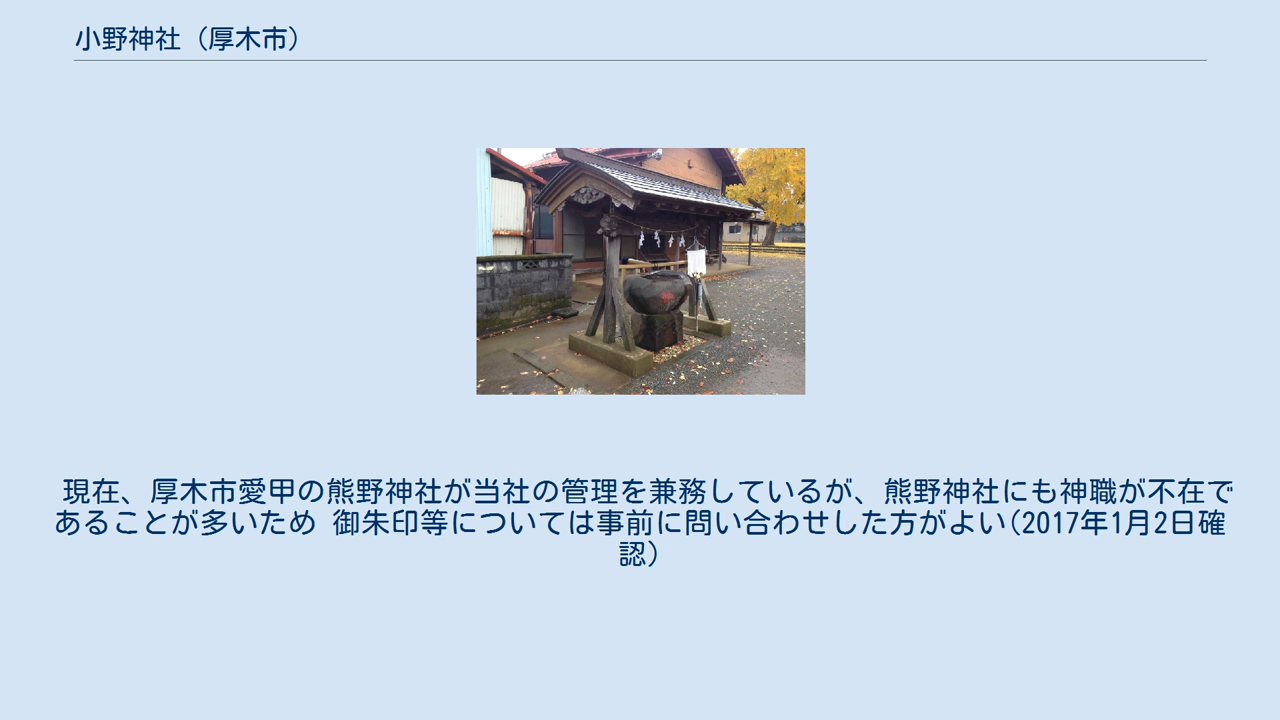 小野神社（厚木市）
現在、厚木市愛甲の熊野神社が当社の管理を兼務しているが、熊野神社にも神職が不在で
あることが多いため 御朱印等については事前に問い合わせした方がよい(2017年1月2日確
認)